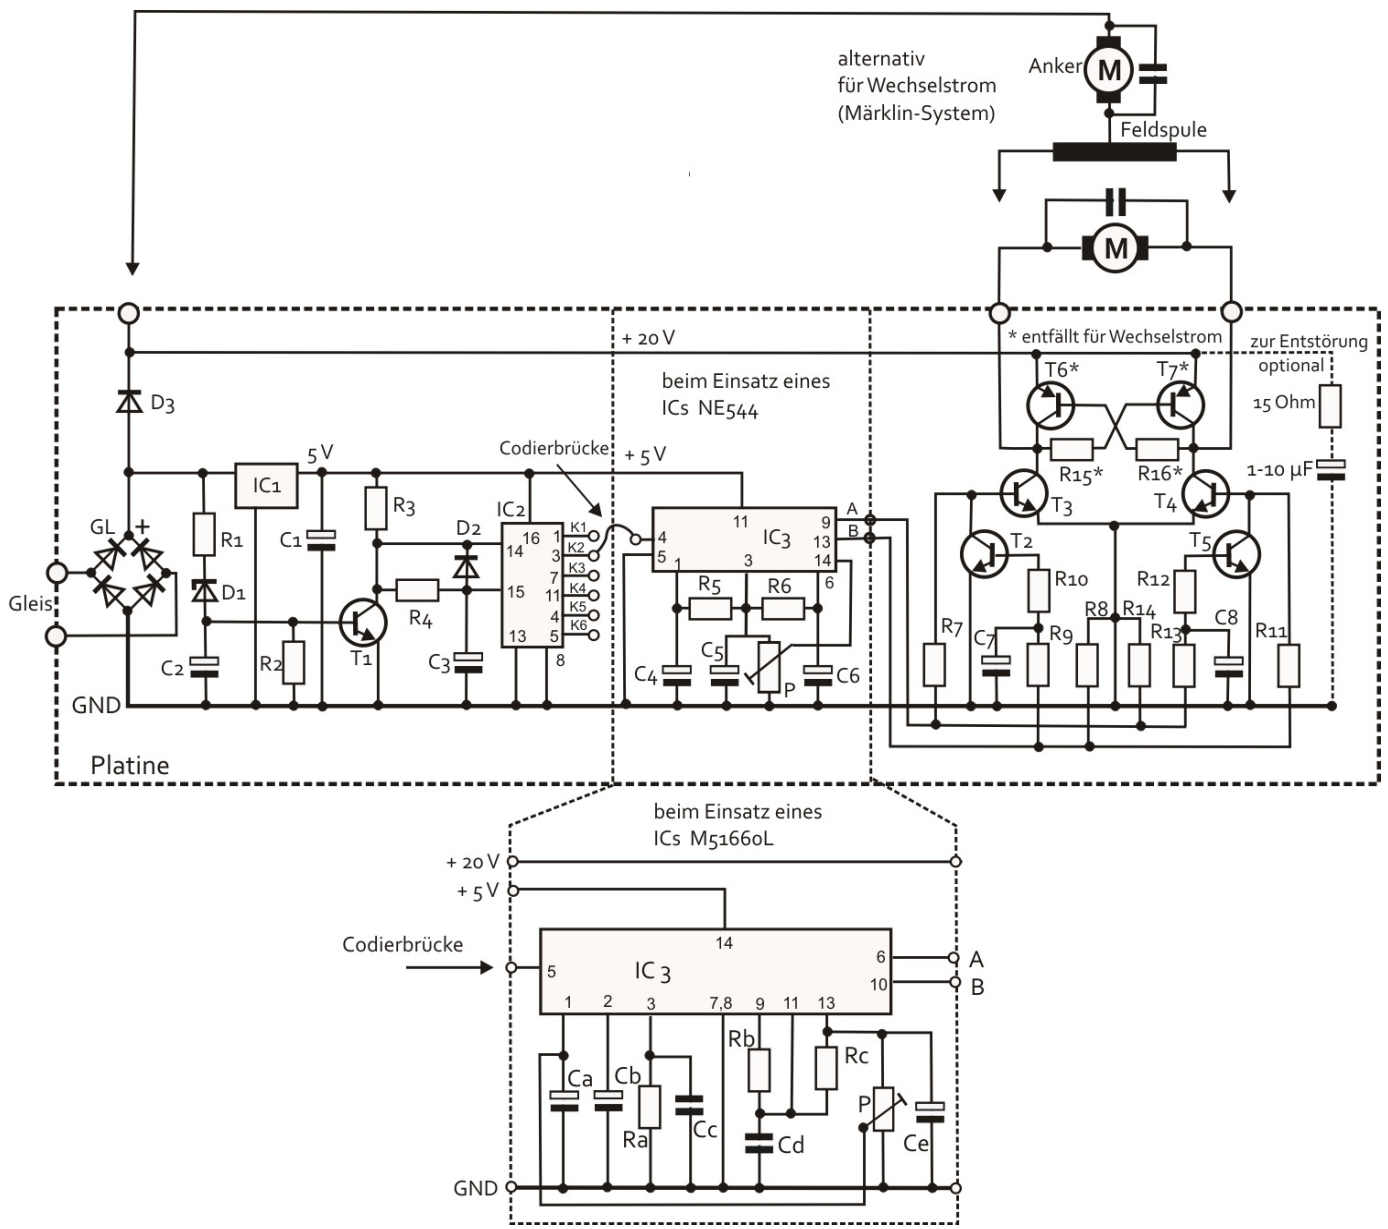 alternativ
für Wechselstrom
(Märklin-System)
Anker
M
Feldspule
M
+ 20 V
* entfällt für Wechselstrom
zur Entstörung
optional
T6*
T7*
beim Einsatz eines
ICs NE544
D3
15 Ohm
Codierbrücke
5 V
+ 5 V
R15*
R16*
1-10 µF
IC1
R3
IC2
T3
T4
GL
+
R1
C1
D2
16
14
1
K1
3
K2
7
K3
11
K4
4
K5
5
K6
15
13
8
11
4
5
IC3
9
13
14
1
3
6
A
B
T2
T5
Gleis
D1
R4
R5
R6
R10
R12
T1
C2
R2
C3
C4
C5
P
C6
R7
C7
R9
R8
R14
R13
C8
R11
GND
Platine
beim Einsatz eines
ICs M51660L
+ 20 V
+ 5 V
Codierbrücke
14
5
IC 3
6
10
A
B
1
2
3
7,8
9
11
13
Rb
Rc
Ca
Cb
Ra
Cc
Cd
P
Ce
GND